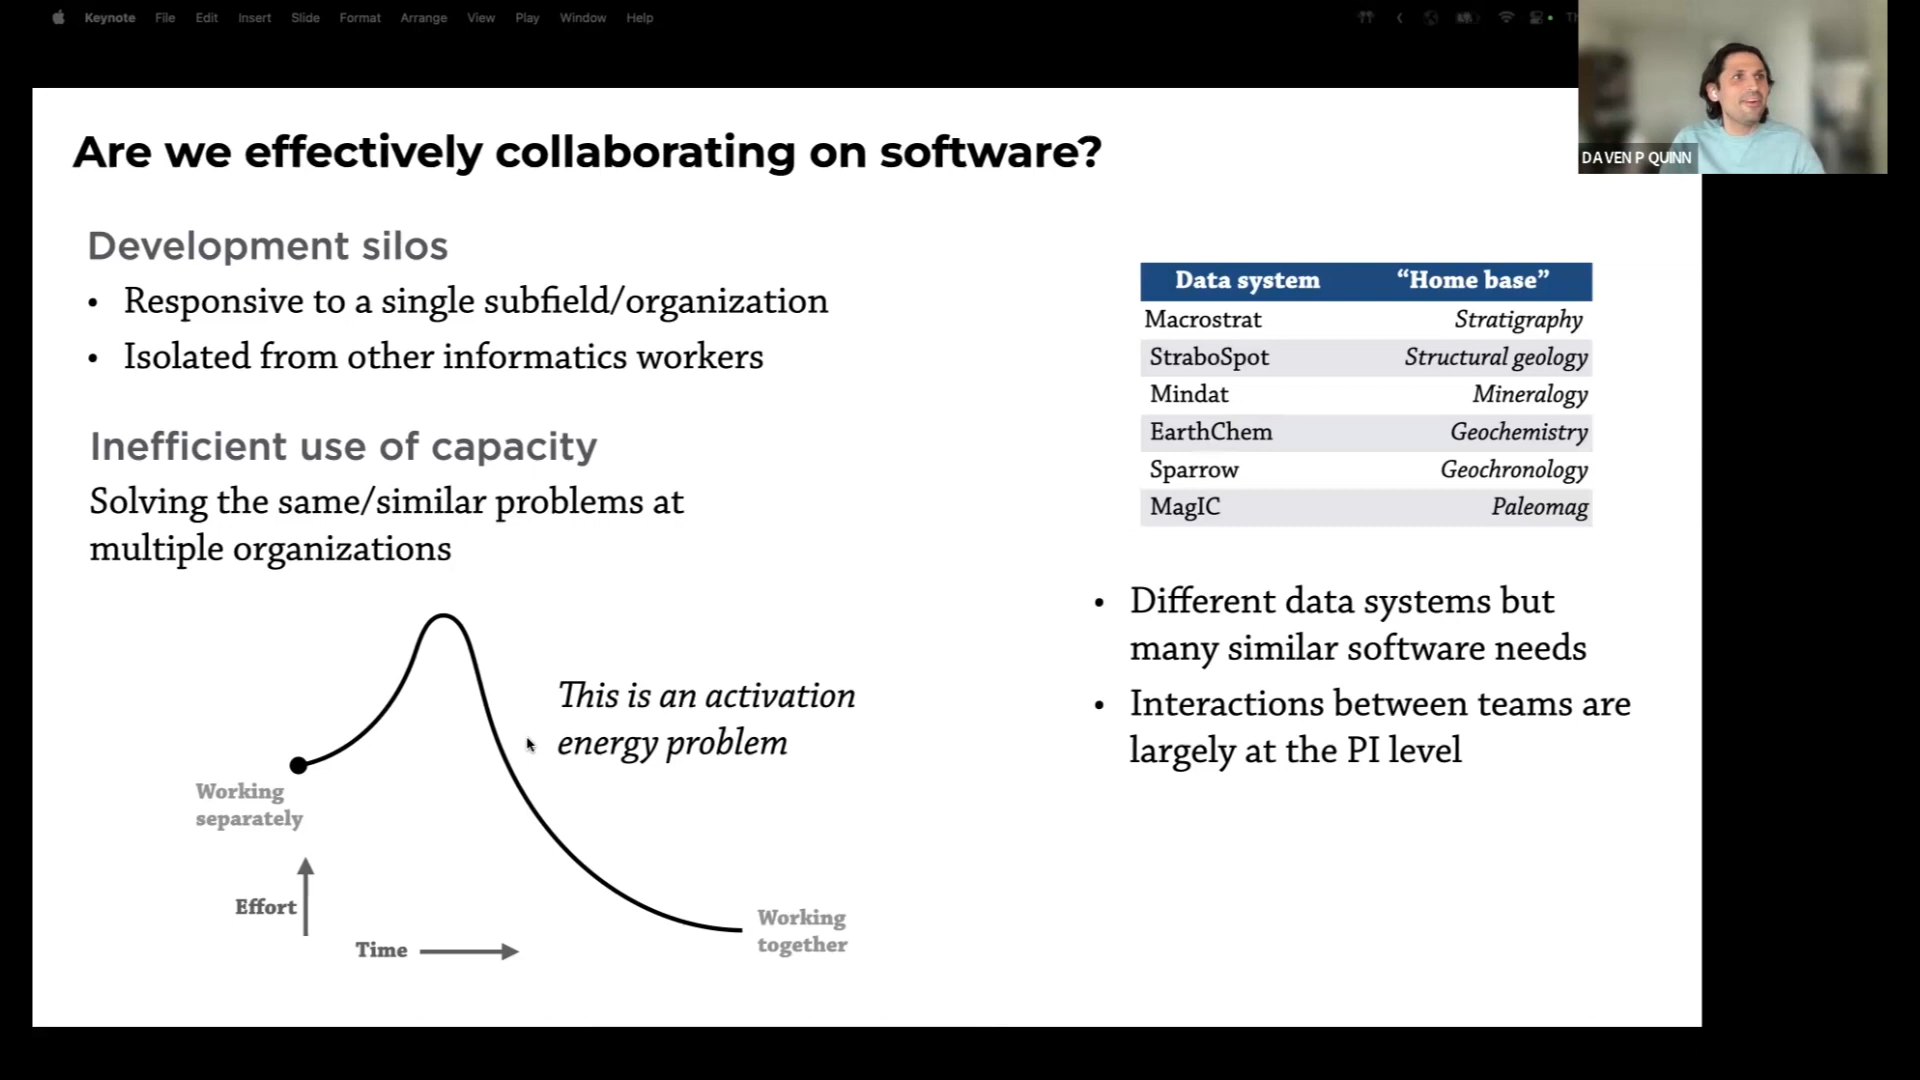 Keynote File Edit Insert Slide Format Arrange View Play Window Help
DAVEN P QUINN
Are we effectively collaborating on software?
Development silos
• Responsive to a single subfield/organization
• Isolated from other informatics workers
Inefficient use of capacity
Solving the same/similar problems at
multiple organizations
This is an activation
energy problem
Working
separately
Effort
Time
Working
together
Data system “Home base”
Macrostrat Stratigraphy
StraboSpot Structural geology
Mindat Mineralogy
EarthChem Geochemistry
Sparrow Geochronology
MagIC Paleomag
• Different data systems but
many similar software needs
• Interactions between teams are
largely at the PI level